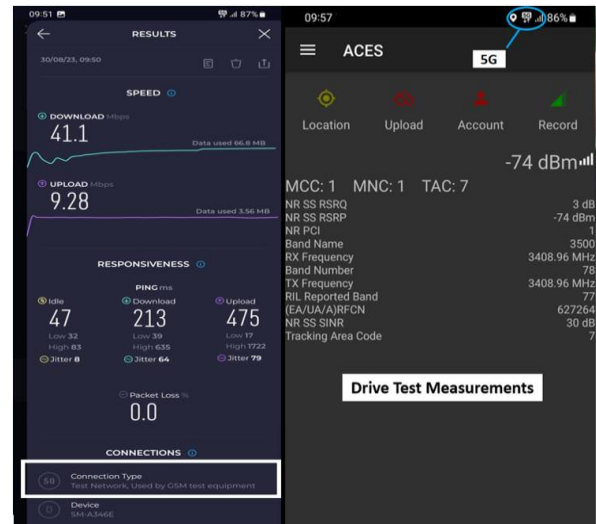 09:51 87%
RESULTS
30/08/23, 09:50
SPEED
DOWNLOAD Mbps
41.1
Data used 66.8 MB
UPLOAD Mbps
9.28
Data used 3.56 MB
RESPONSIVENESS
PING ms
Idle Download Upload
47 213 475
Low 32 Low 39 Low 17
High 83 High 635 High 1722
Jitter 8 Jitter 64 Jitter 79
Packet Loss %
0.0
CONNECTIONS
5G Connection Type
Test Network, Used by GSM test equipment
Device
SM-A346E
09:57 5G 86%
ACES
5G
Location Upload Account Record
-74 dBm
MCC: 1 MNC: 1 TAC: 7
NR SS RSRQ 3 dB
NR SS RSRP -74 dBm
NR PCI 1
Band Name 3500
RX Frequency 3408.96 MHz
Band Number 78
TX Frequency 3408.96 MHz
RIL Reported Band 77
(EA/UA/A)RFCN 627264
NR SS SINR 30 dB
Tracking Area Code 7
Drive Test Measurements